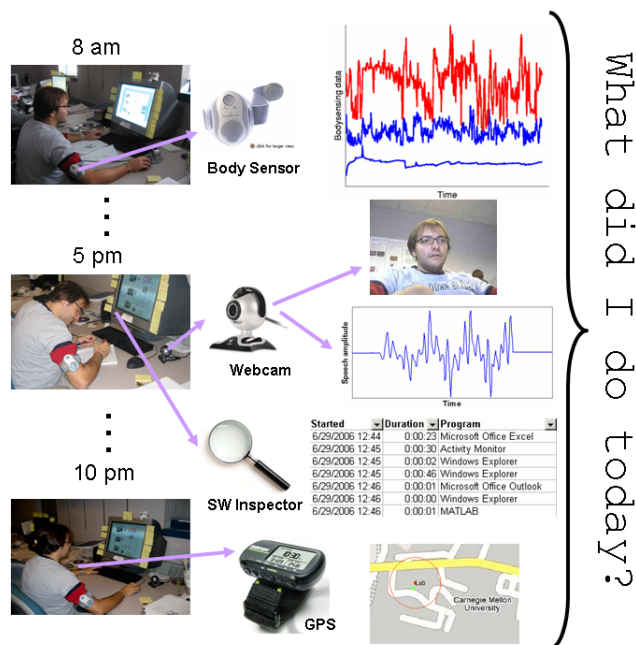 8 am
click for larger view
Body Sensor
Bodysensing data
Time
5 pm
Webcam
DOWN
Speech amplitude
Time
Started Duration Program
6/29/2006 12:44 0:00:23 Microsoft Office Excel
6/29/2006 12:45 0:00:30 Activity Monitor
6/29/2006 12:45 0:00:02 Windows Explorer
6/29/2006 12:45 0:00:46 Windows Explorer
6/29/2006 12:46 0:00:01 Microsoft Office Outlook
6/29/2006 12:46 0:00:00 Windows Explorer
6/29/2006 12:46 0:00:01 MATLAB
10 pm
SW Inspector
10:30
GPS
Lab
Carnegie Mellon
University
What did I do today?